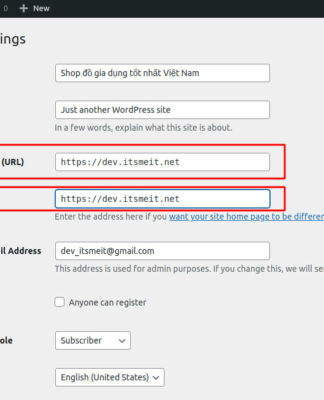 0 + New
ings
Shop đồ gia dụng tốt nhất Việt Nam
Just another WordPress site
In a few words, explain what this site is about.
(URL) https://dev.itsmeit.net
https://dev.itsmeit.net
Enter the address here if you want your site home page to be differen
il Address dev_itsmeit@gmail.com
This address is used for admin purposes. If you change this, we will se
Anyone can register
ole Subscriber
English (United States)